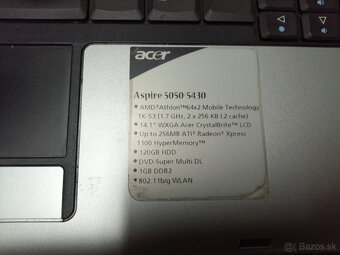 acer
Aspire 5050-5430
• AMD Athlon™64x2 Mobile Technology
TK-53 (1.7 GHz, 2 x 256 KB L2 cache)
• 14.1" WXGA Acer CrystalBrite™ LCD
• Up to 256MB ATI® Radeon® Xpress
1100 HyperMemory™
• 120GB HDD
• DVD-Super Multi DL
• 1GB DDR2
• 802.11b/g WLAN
bazos.sk